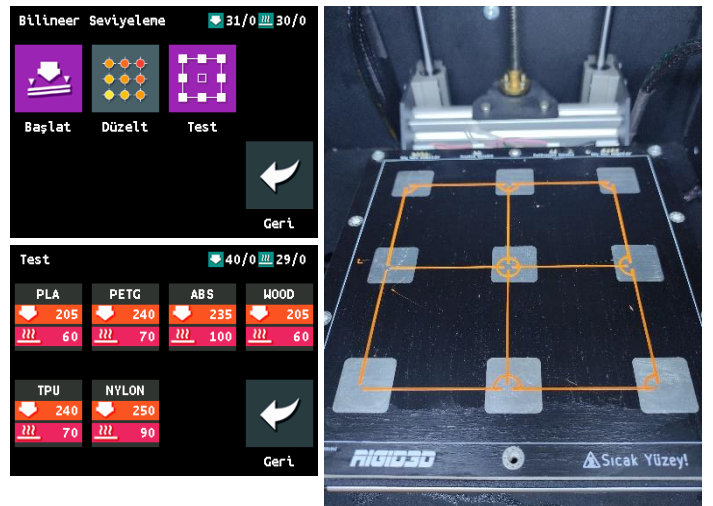 Bilineer Seviyeleme 31/0 30/0
Başlat Düzelt Test
Geri
Test 40/0 29/0
PLA PETG ABS WOOD
205 240 235 205
60 70 100 60
TPU NYLON
240 250
70 90
Geri
RIGID3D Sıcak Yüzey!